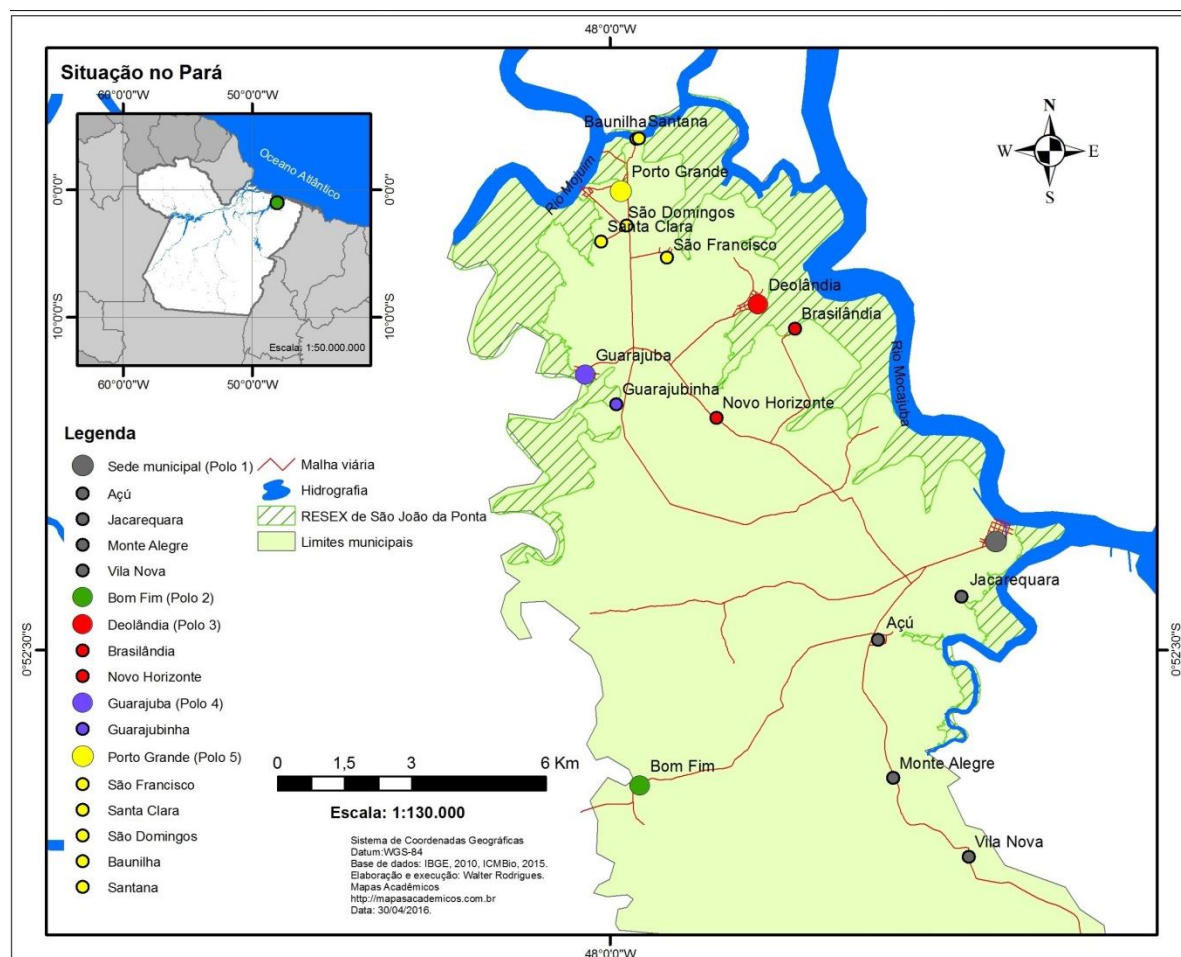 48°0'0"W
Situação no Pará
60°0'0"W
50°0'0"W
Oceano Atlântico
0°0'0"
0°0'0"
10°0'0"S
10°0'0"S
Escala: 1:50.000.000
60°0'0"W
50°0'0"W
N
W
E
S
Baunilha
Santana
Rio Mojuim
Porto Grande
São Domingos
Santa Clara
São Francisco
Deolândia
Brasilândia
Guarajuba
Guarajubinha
Novo Horizonte
Rio Mocajuba
Jacarequara
Açú
Bom Fim
Monte Alegre
Vila Nova
0°52'30"S
0°52'30"S
Legenda
Sede municipal (Polo 1)
Açú
Jacarequara
Monte Alegre
Vila Nova
Bom Fim (Polo 2)
Deolândia (Polo 3)
Brasilândia
Novo Horizonte
Guarajuba (Polo 4)
Guarajubinha
Porto Grande (Polo 5)
São Francisco
Santa Clara
São Domingos
Baunilha
Santana
Malha viária
Hidrografia
RESEX de São João da Ponta
Limites municipais
0 1,5 3 6 Km
Escala: 1:130.000
Sistema de Coordenadas Geográficas
Datum:WGS-84
Base de dados: IBGE, 2010, ICMBio, 2015.
Elaboração e execução: Walter Rodrigues.
Mapas Acadêmicos
http://mapasacademicos.com.br
Data: 30/04/2016.
48°0'0"W